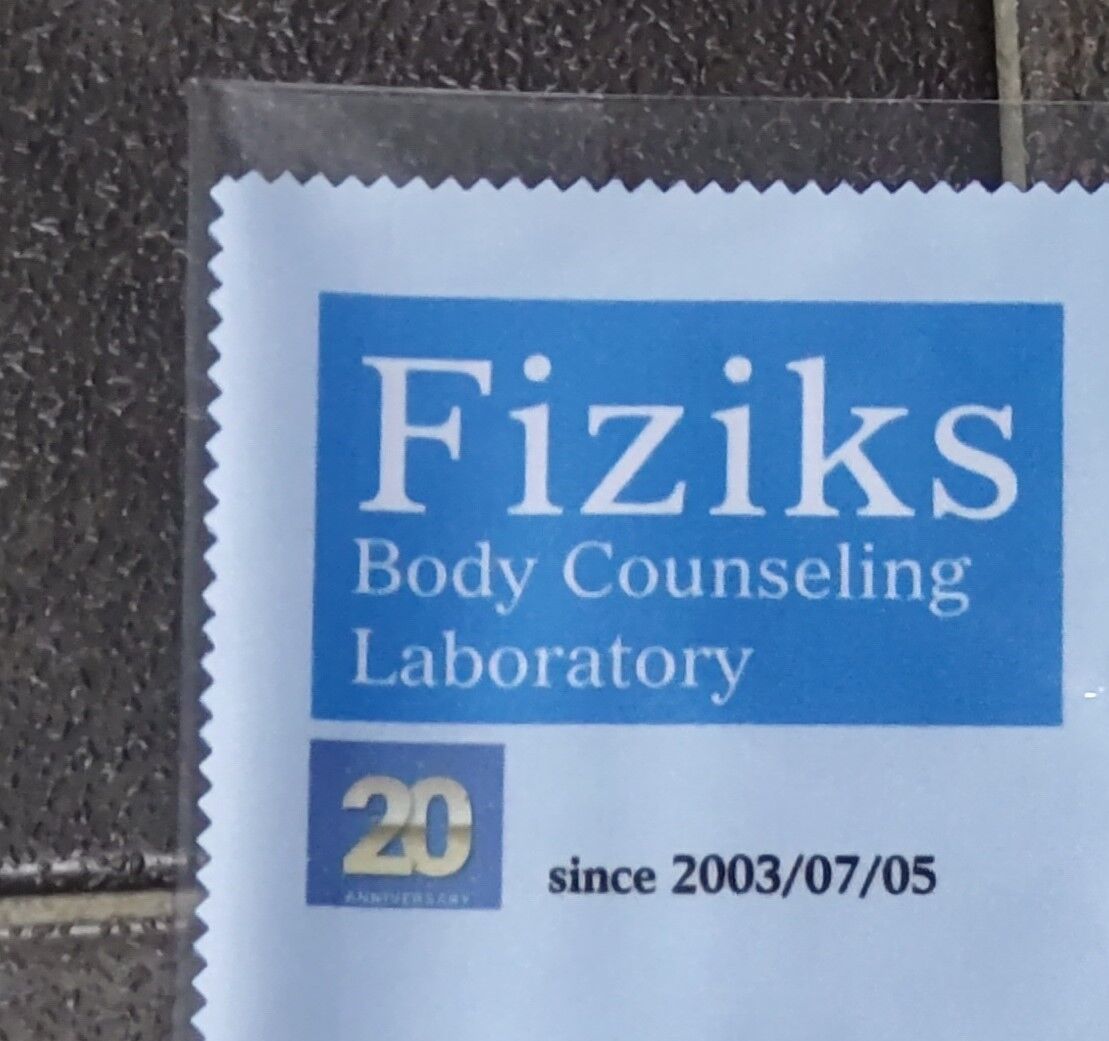 Fiziks
Body Counseling
Laboratory
20
ANNIVERSARY
since 2003/07/05